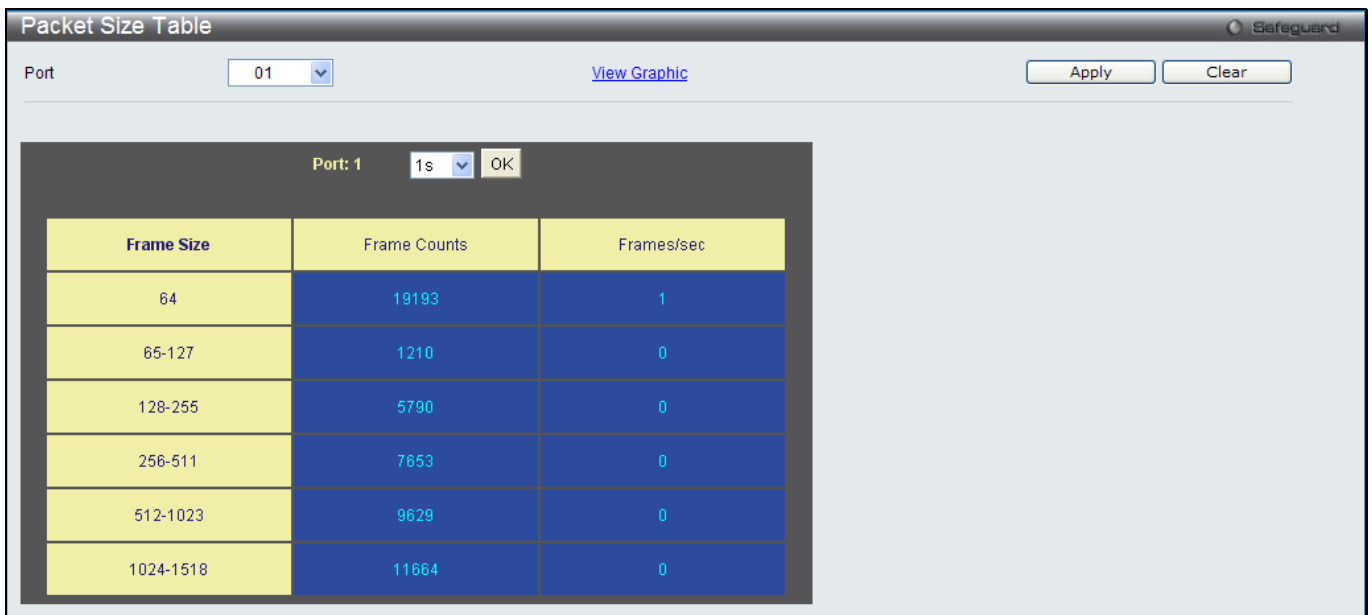 Packet Size Table Safeguard
Port 01 View Graphic Apply Clear
Port: 1 1s OK
Frame Size Frame Counts Frames/sec
64 19193 1
65-127 1210 0
128-255 5790 0
256-511 7653 0
512-1023 9629 0
1024-1518 11664 0